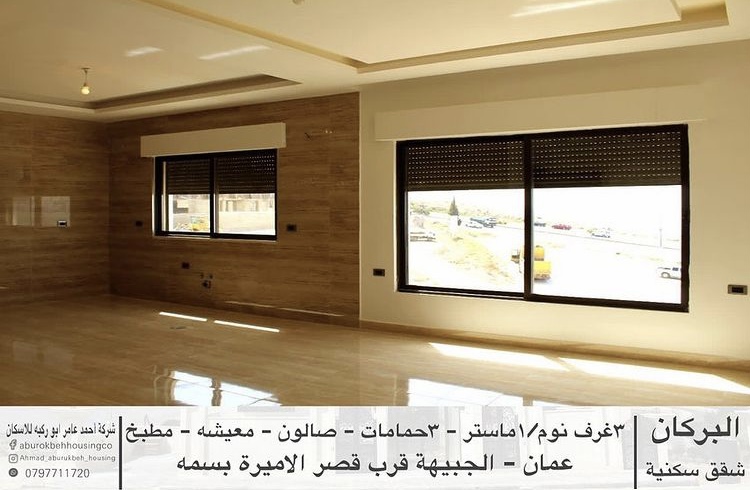 البركان
شقق سكنية
٣غرف نوم/١ماستر - ٣حمامات - صالون - معيشه - مطبخ
عمان - الجبيهة قرب قصر الاميرة بسمه
شركة احمد عامر ابو ركبه للاسكان
aburokbehhousingco
Ahmad_aburukbeh_housing
0797711720